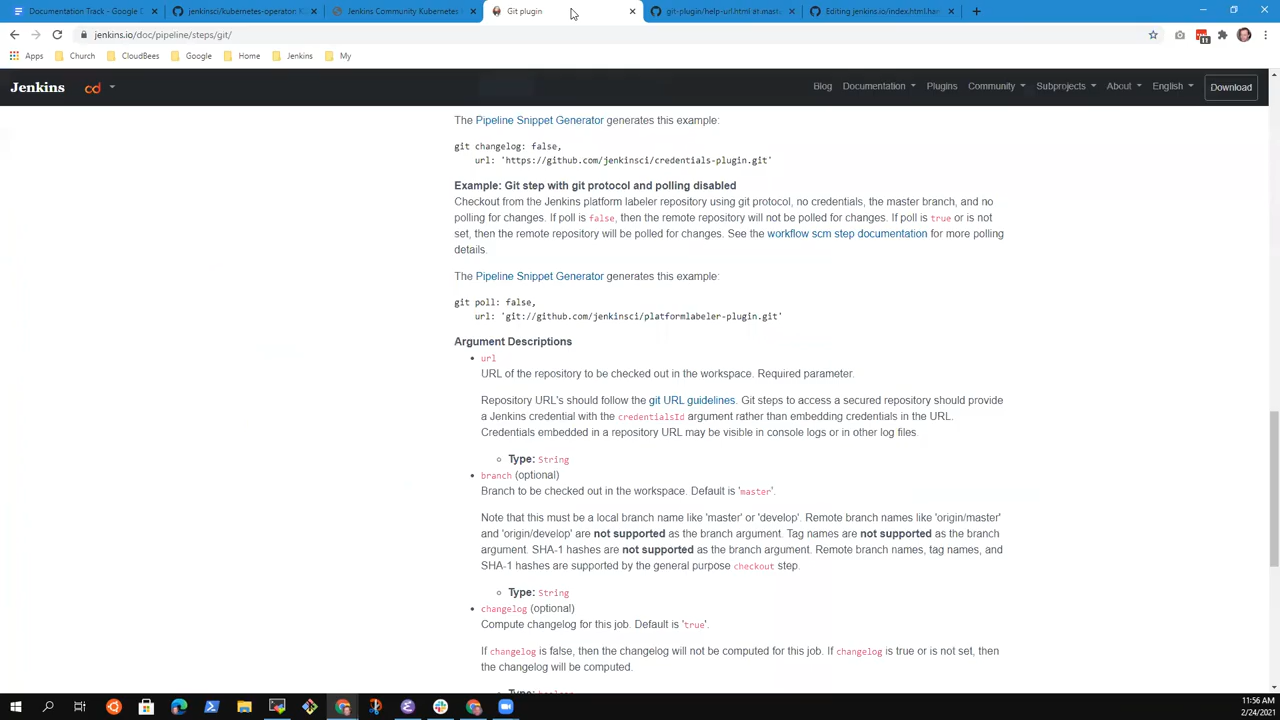 Documentation Track - Google D
jenkinsci/kubernetes-operator: K
Jenkins Community Kubernetes
Git plugin
git-plugin/help-url.html at mast
Editing jenkins.io/index.html.ha
jenkins.io/doc/pipeline/steps/git/
11
Apps
Church
CloudBees
Google
Home
Jenkins
My
Jenkins
cd
Blog
Documentation
Plugins
Community
Subprojects
About
English
Download
The Pipeline Snippet Generator generates this example:
git changelog: false,
url: 'https://github.com/jenkinsci/credentials-plugin.git'
Example: Git step with git protocol and polling disabled
Checkout from the Jenkins platform labeler repository using git protocol, no credentials, the master branch, and no
polling for changes. If poll is false, then the remote repository will not be polled for changes. If poll is true or is not
set, then the remote repository will be polled for changes. See the workflow scm step documentation for more polling
details.
The Pipeline Snippet Generator generates this example:
git poll: false,
url: 'git://github.com/jenkinsci/platformlabeler-plugin.git'
Argument Descriptions
• url
URL of the repository to be checked out in the workspace. Required parameter.
Repository URL's should follow the git URL guidelines. Git steps to access a secured repository should provide
a Jenkins credential with the credentialsId argument rather than embedding credentials in the URL.
Credentials embedded in a repository URL may be visible in console logs or in other log files.
Type: String
• branch (optional)
Branch to be checked out in the workspace. Default is 'master'.
Note that this must be a local branch name like 'master' or 'develop'. Remote branch names like 'origin/master'
and 'origin/develop' are not supported as the branch argument. Tag names are not supported as the branch
argument. SHA-1 hashes are not supported as the branch argument. Remote branch names, tag names, and
SHA-1 hashes are supported by the general purpose checkout step.
Type: String
• changelog (optional)
Compute changelog for this job. Default is 'true'.
If changelog is false, then the changelog will not be computed for this job. If changelog is true or is not set, then
the changelog will be computed.
11:56 AM
2/24/2021